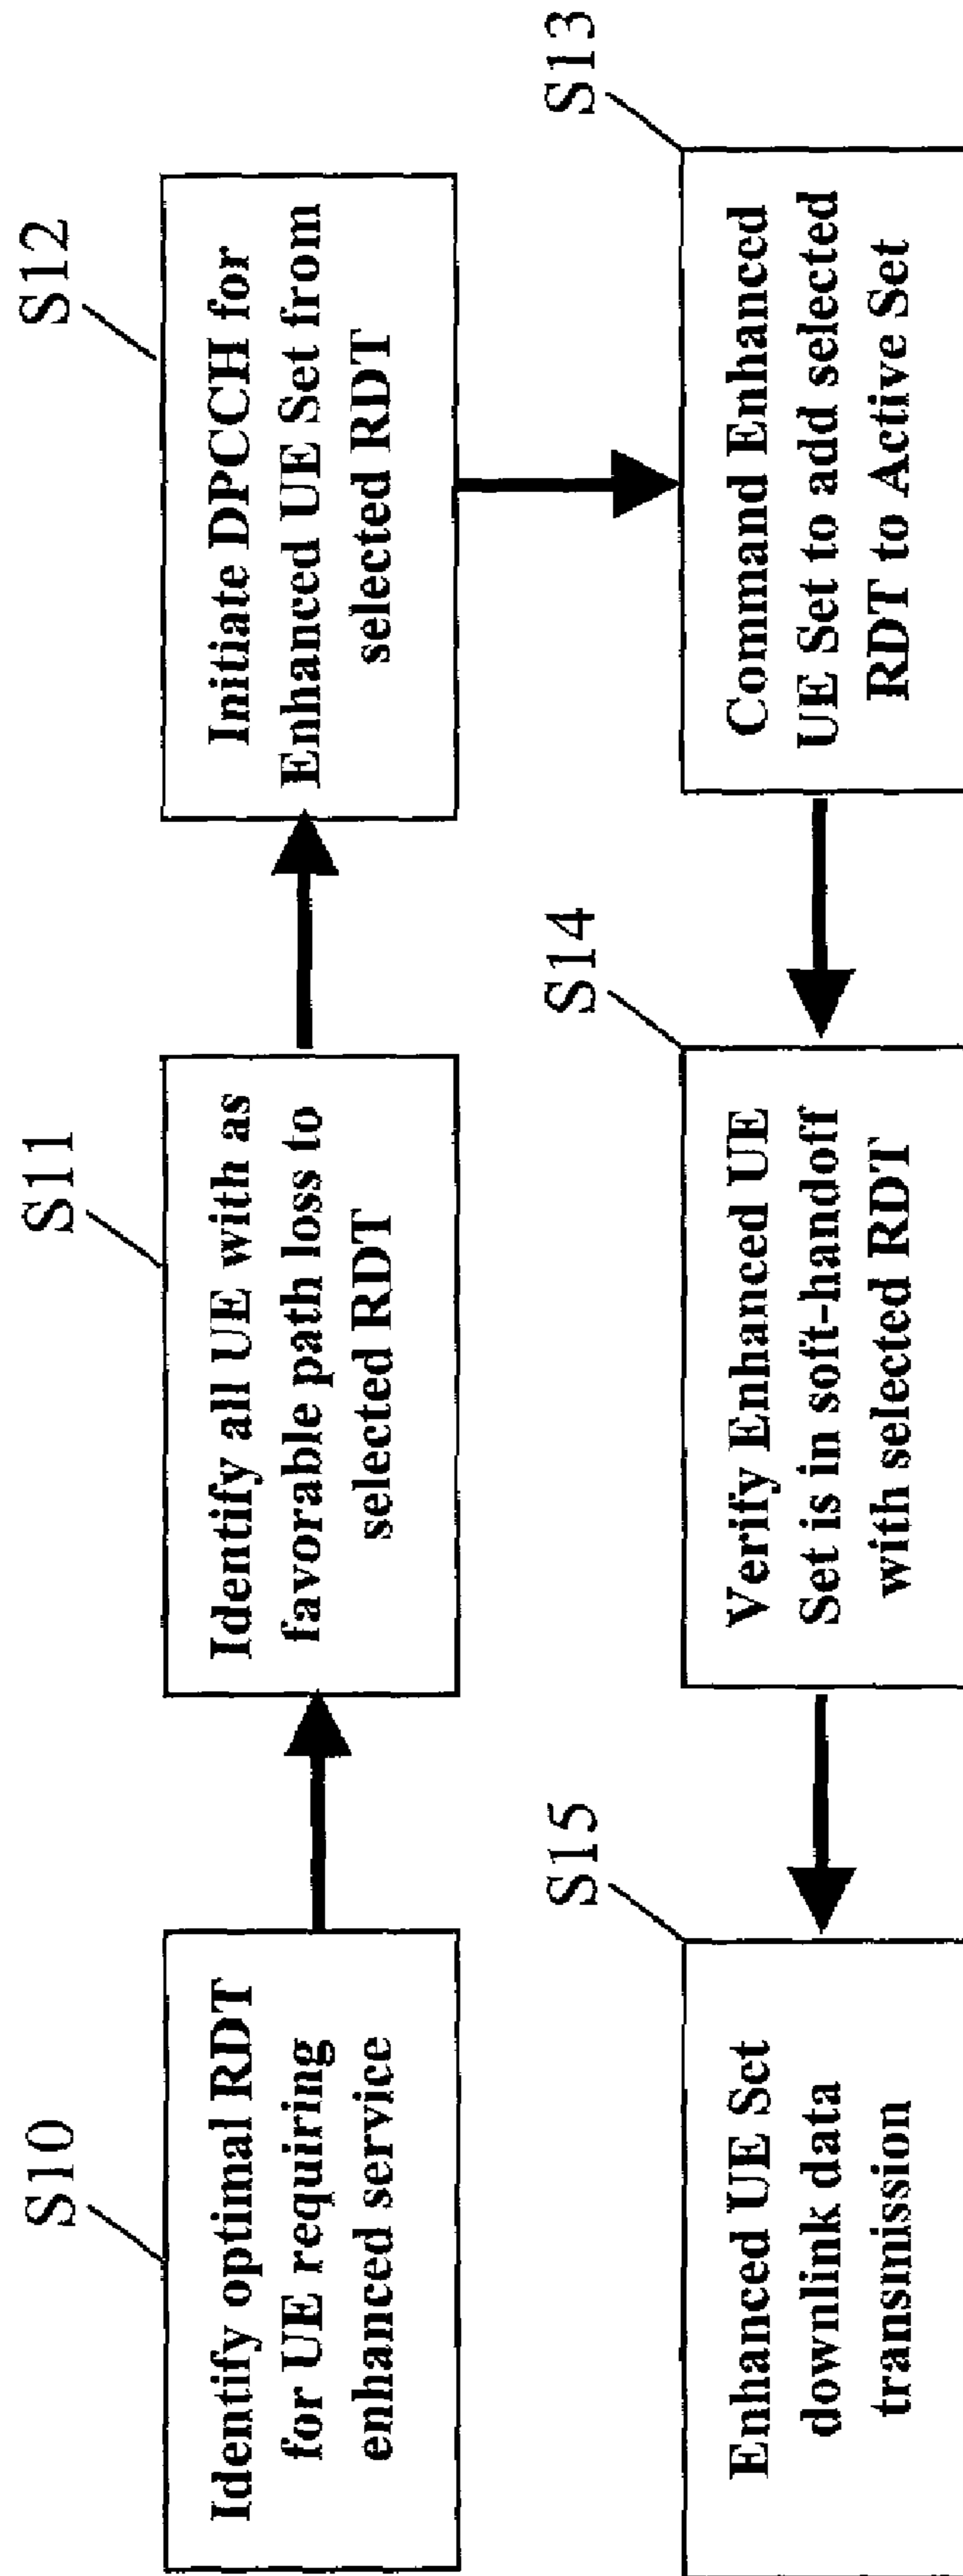 S10
Identify optimal RDT
for UE requiring
enhanced service
S11
Identify all UE with as
favorable path loss to
selected RDT
S12
Initiate DPCCH for
Enhanced UE Set from
selected RDT
S13
Command Enhanced
UE Set to add selected
RDT to Active Set
S14
Verify Enhanced UE
Set is in soft-handoff
with selected RDT
S15
Enhanced UE Set
downlink data
transmission